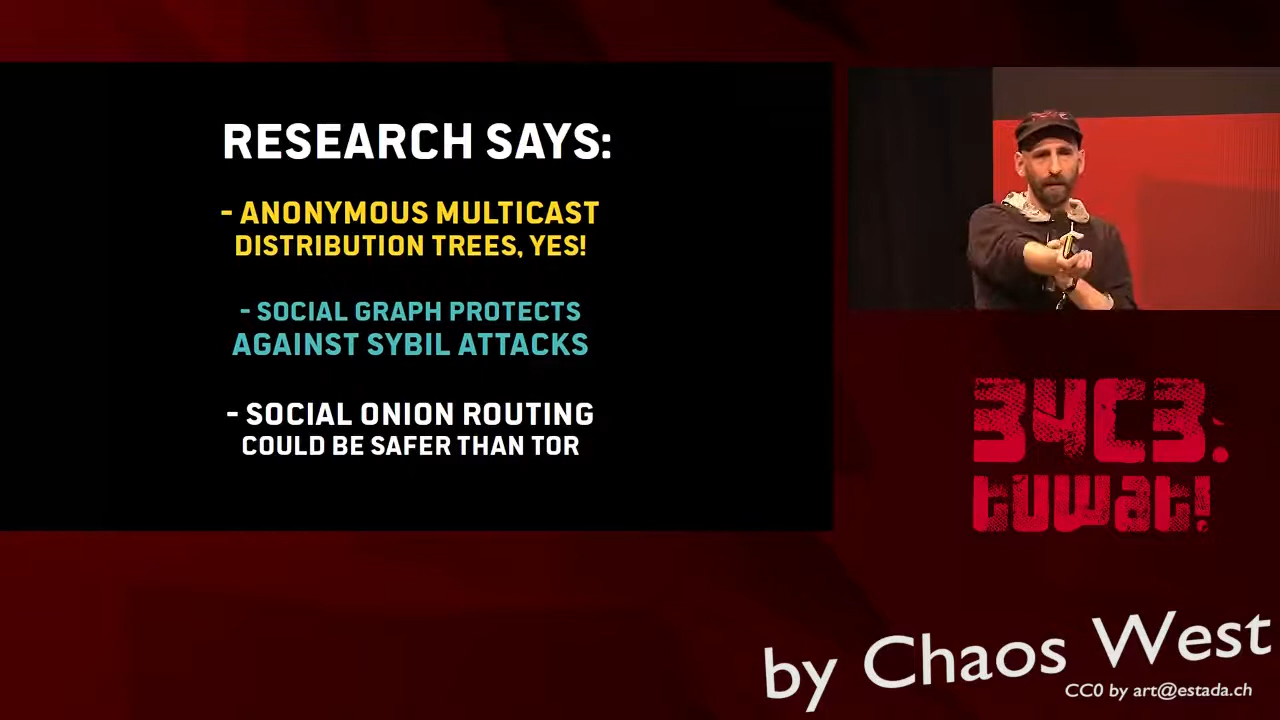 RESEARCH SAYS:
- ANONYMOUS MULTICAST
DISTRIBUTION TREES, YES!
- SOCIAL GRAPH PROTECTS
AGAINST SYBIL ATTACKS
- SOCIAL ONION ROUTING
COULD BE SAFER THAN TOR
34C3:
tuwat!
by Chaos West
CC0 by art@estada.ch